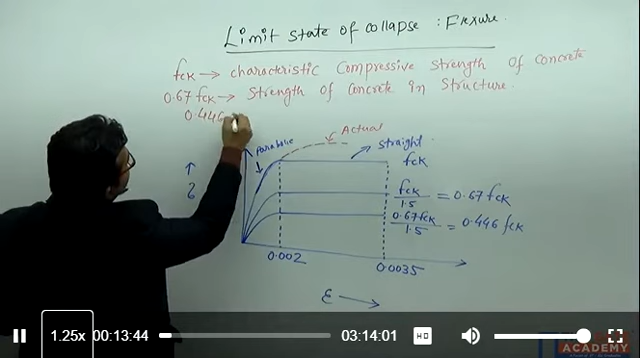 Limit state of collapse : Flexure.
fck → characteristic Compressive strength of concrete
0.67 fck → Strength of Concrete in Structure.
0.446
Actual
Parabolic
straight
fck
fck/1.5 = 0.67 fck
0.67 fck/1.5 = 0.446 fck
0.002
0.0035
ε →
1.25x 00:13:44
03:14:01
HD
ACADEMY